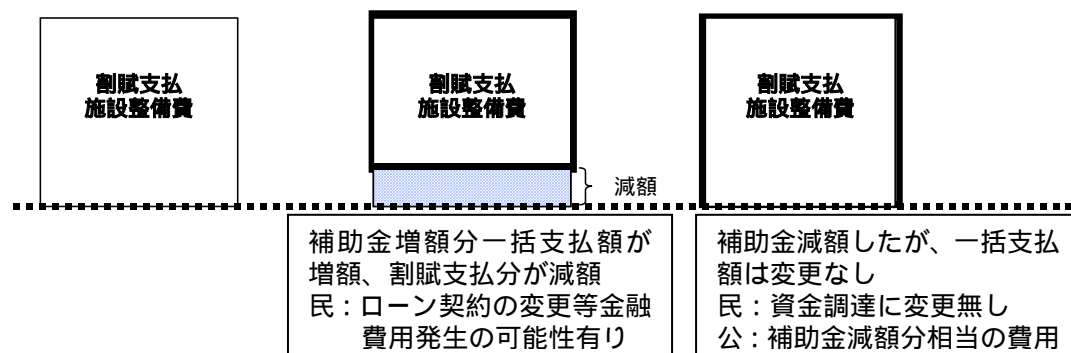 割賦支払
施設整備費
割賦支払
施設整備費
割賦支払
施設整備費
減額
補助金増額分一括支払額が
増額、割賦支払分が減額
民：ローン契約の変更等金融
費用発生の可能性有り
補助金減額したが、一括支払
額は変更なし
民：資金調達に変更無し
公：補助金減額分相当の費用